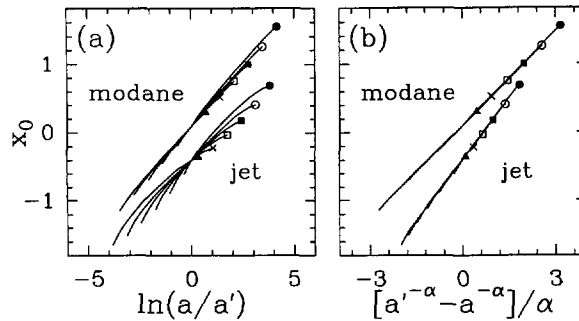 (a)
(b)
modane
modane
jet
jet
x₀
1
0
−1
−5
0
5
−3
0
3
ln(a/a')
[a'^−α−a^−α]/α